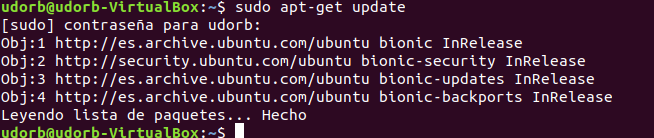 udorb@udorb-VirtualBox:~$ sudo apt-get update
[sudo] contraseña para udorb:
Obj:1 http://es.archive.ubuntu.com/ubuntu bionic InRelease
Obj:2 http://security.ubuntu.com/ubuntu bionic-security InRelease
Obj:3 http://es.archive.ubuntu.com/ubuntu bionic-updates InRelease
Obj:4 http://es.archive.ubuntu.com/ubuntu bionic-backports InRelease
Leyendo lista de paquetes... Hecho
udorb@udorb-VirtualBox:~$